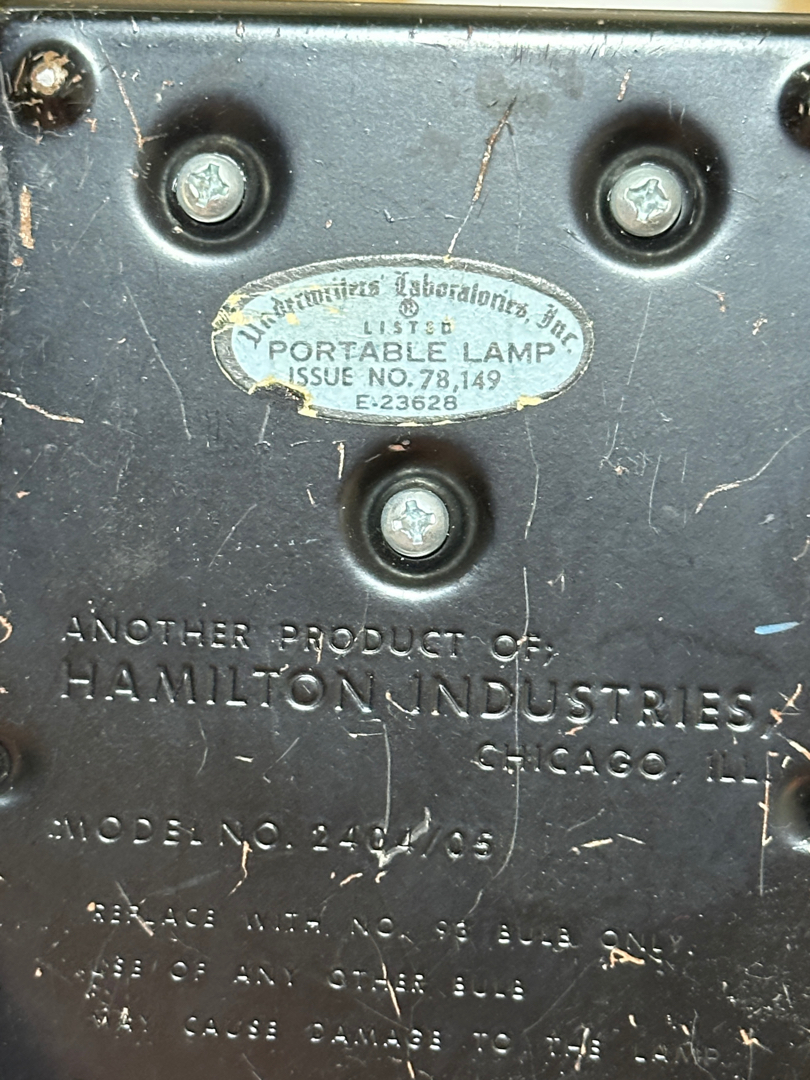 Underwriters' Laboratories, Inc.
®
LISTED
PORTABLE LAMP
ISSUE NO. 78,149
E-23628
ANOTHER PRODUCT OF:
HAMILTON INDUSTRIES,
CHICAGO, ILL.
MODEL NO. 2404/05
REPLACE WITH NO. 93 BULB ONLY.
USE OF ANY OTHER BULB
MAY CAUSE DAMAGE TO THE LAMP.